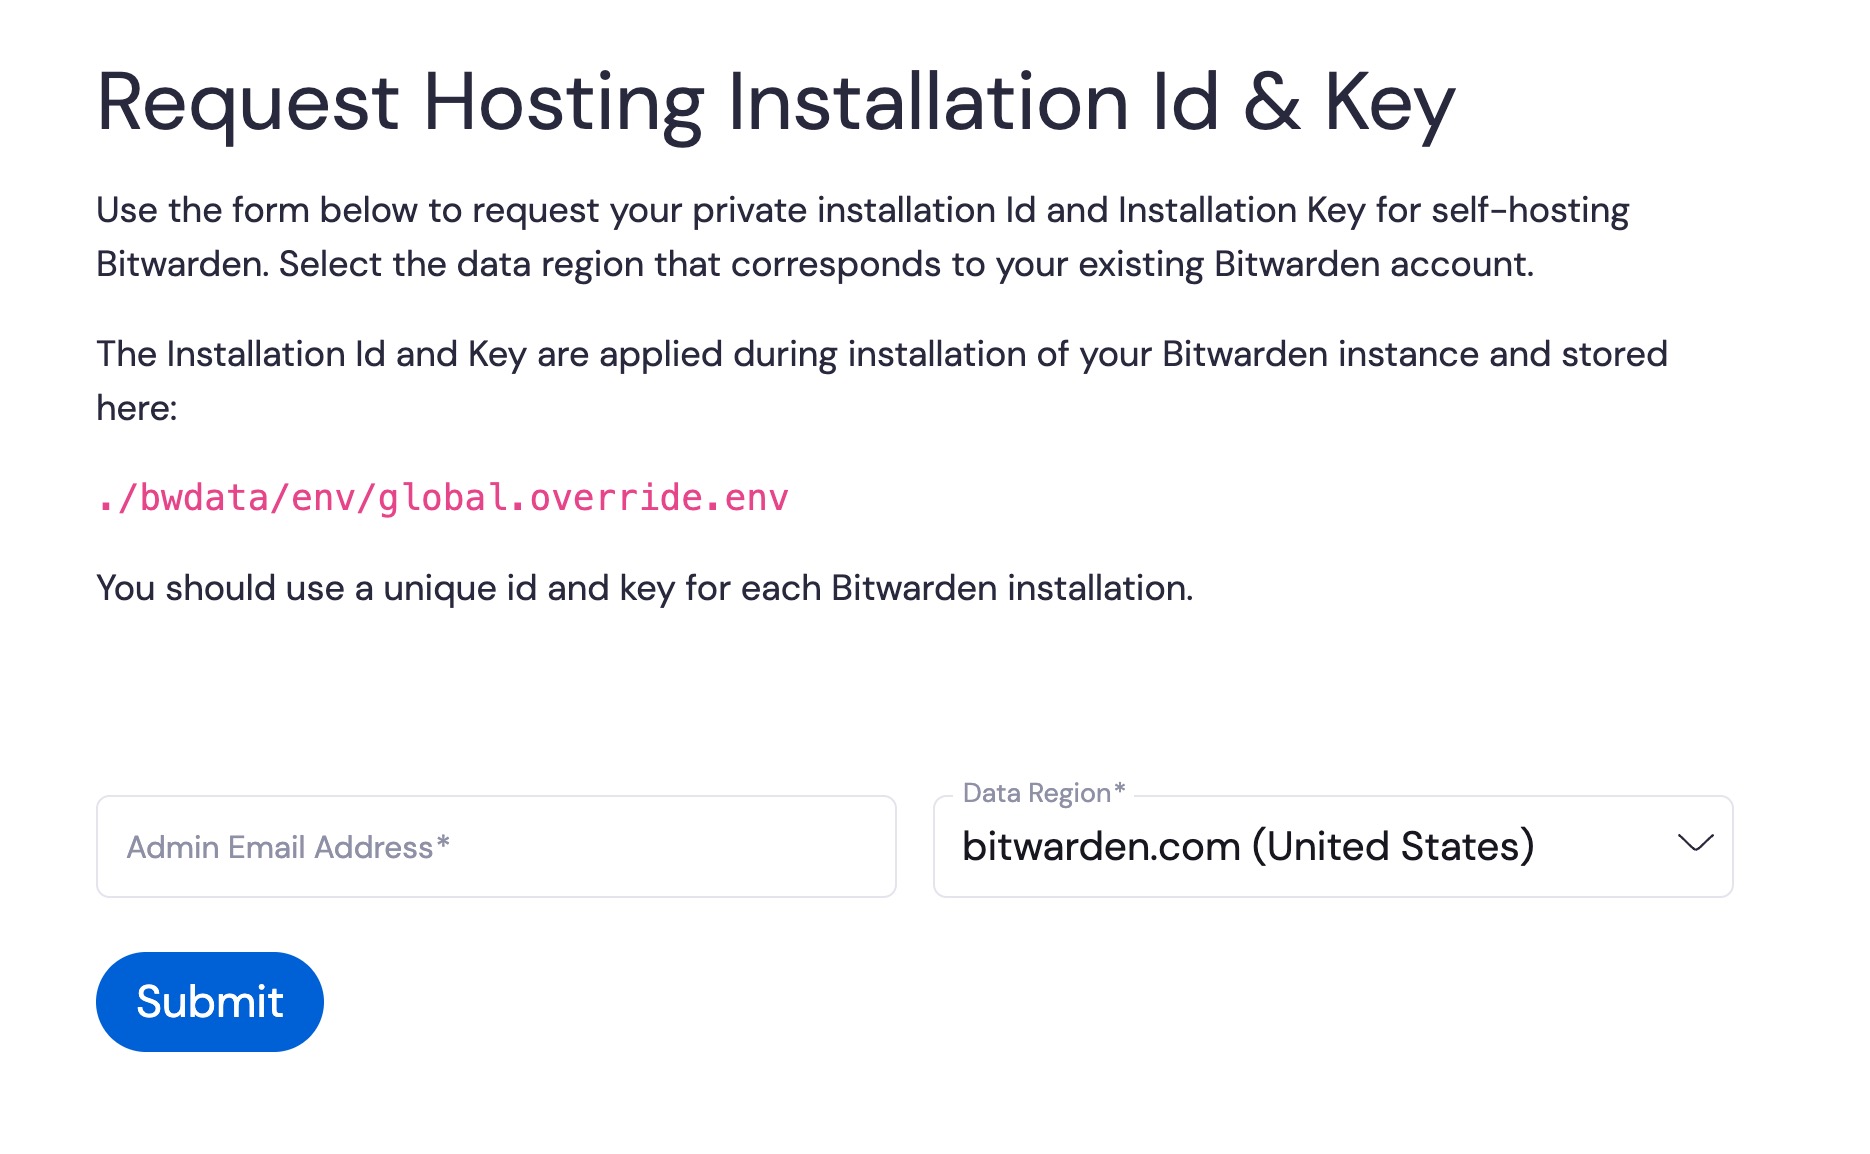 Request Hosting Installation Id & Key
Use the form below to request your private installation Id and Installation Key for self-hosting
Bitwarden. Select the data region that corresponds to your existing Bitwarden account.
The Installation Id and Key are applied during installation of your Bitwarden instance and stored
here:
./bwdata/env/global.override.env
You should use a unique id and key for each Bitwarden installation.
Data Region*
Admin Email Address*
bitwarden.com (United States)
Submit